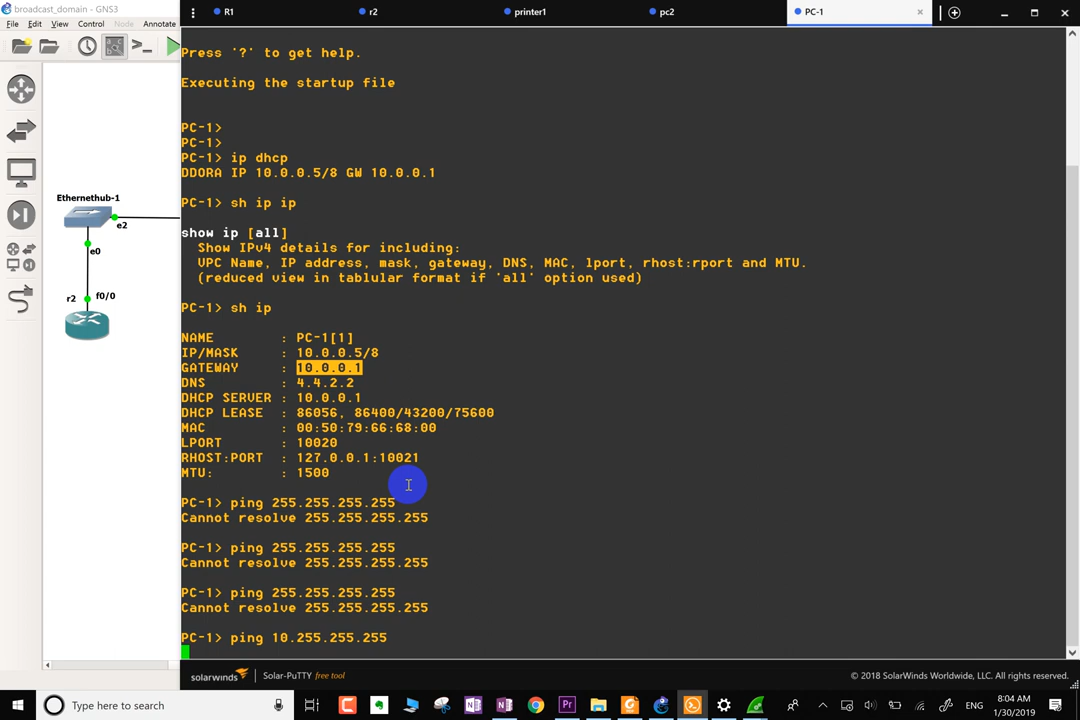 broadcast_domain - GNS3
File Edit View Control Node Annotate
R1
r2
printer1
pc2
PC-1
Press '?' to get help.
Executing the startup file
PC-1>
PC-1>
PC-1> ip dhcp
DDORA IP 10.0.0.5/8 GW 10.0.0.1
PC-1> sh ip ip
show ip [all]
Show IPv4 details for including:
VPC Name, IP address, mask, gateway, DNS, MAC, lport, rhost:rport and MTU.
(reduced view in tablular format if 'all' option used)
PC-1> sh ip
NAME : PC-1[1]
IP/MASK : 10.0.0.5/8
GATEWAY : 10.0.0.1
DNS : 4.4.2.2
DHCP SERVER : 10.0.0.1
DHCP LEASE : 86056, 86400/43200/75600
MAC : 00:50:79:66:68:00
LPORT : 10020
RHOST:PORT : 127.0.0.1:10021
MTU: : 1500
PC-1> ping 255.255.255.255
Cannot resolve 255.255.255.255
PC-1> ping 255.255.255.255
Cannot resolve 255.255.255.255
PC-1> ping 255.255.255.255
Cannot resolve 255.255.255.255
PC-1> ping 10.255.255.255
Ethernethub-1
e2
e0
r2 f0/0
solarwinds Solar-PuTTY free tool
© 2018 SolarWinds Worldwide, LLC. All rights reserved.
Type here to search
ENG
8:04 AM
1/30/2019